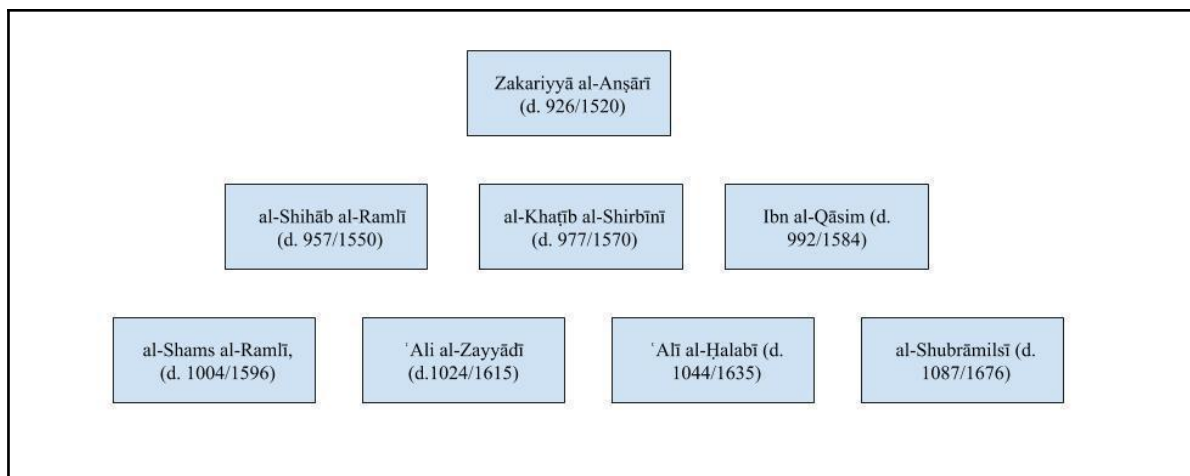 Zakariyyā al-Anṣārī
(d. 926/1520)
al-Shihāb al-Ramlī
(d. 957/1550)
al-Khaṭīb al-Shirbīnī
(d. 977/1570)
Ibn al-Qāsim (d.
992/1584)
al-Shams al-Ramlī,
(d. 1004/1596)
ʿAli al-Zayyādī
(d.1024/1615)
ʿAlī al-Ḥalabī (d.
1044/1635)
al-Shubrāmilsī (d.
1087/1676)